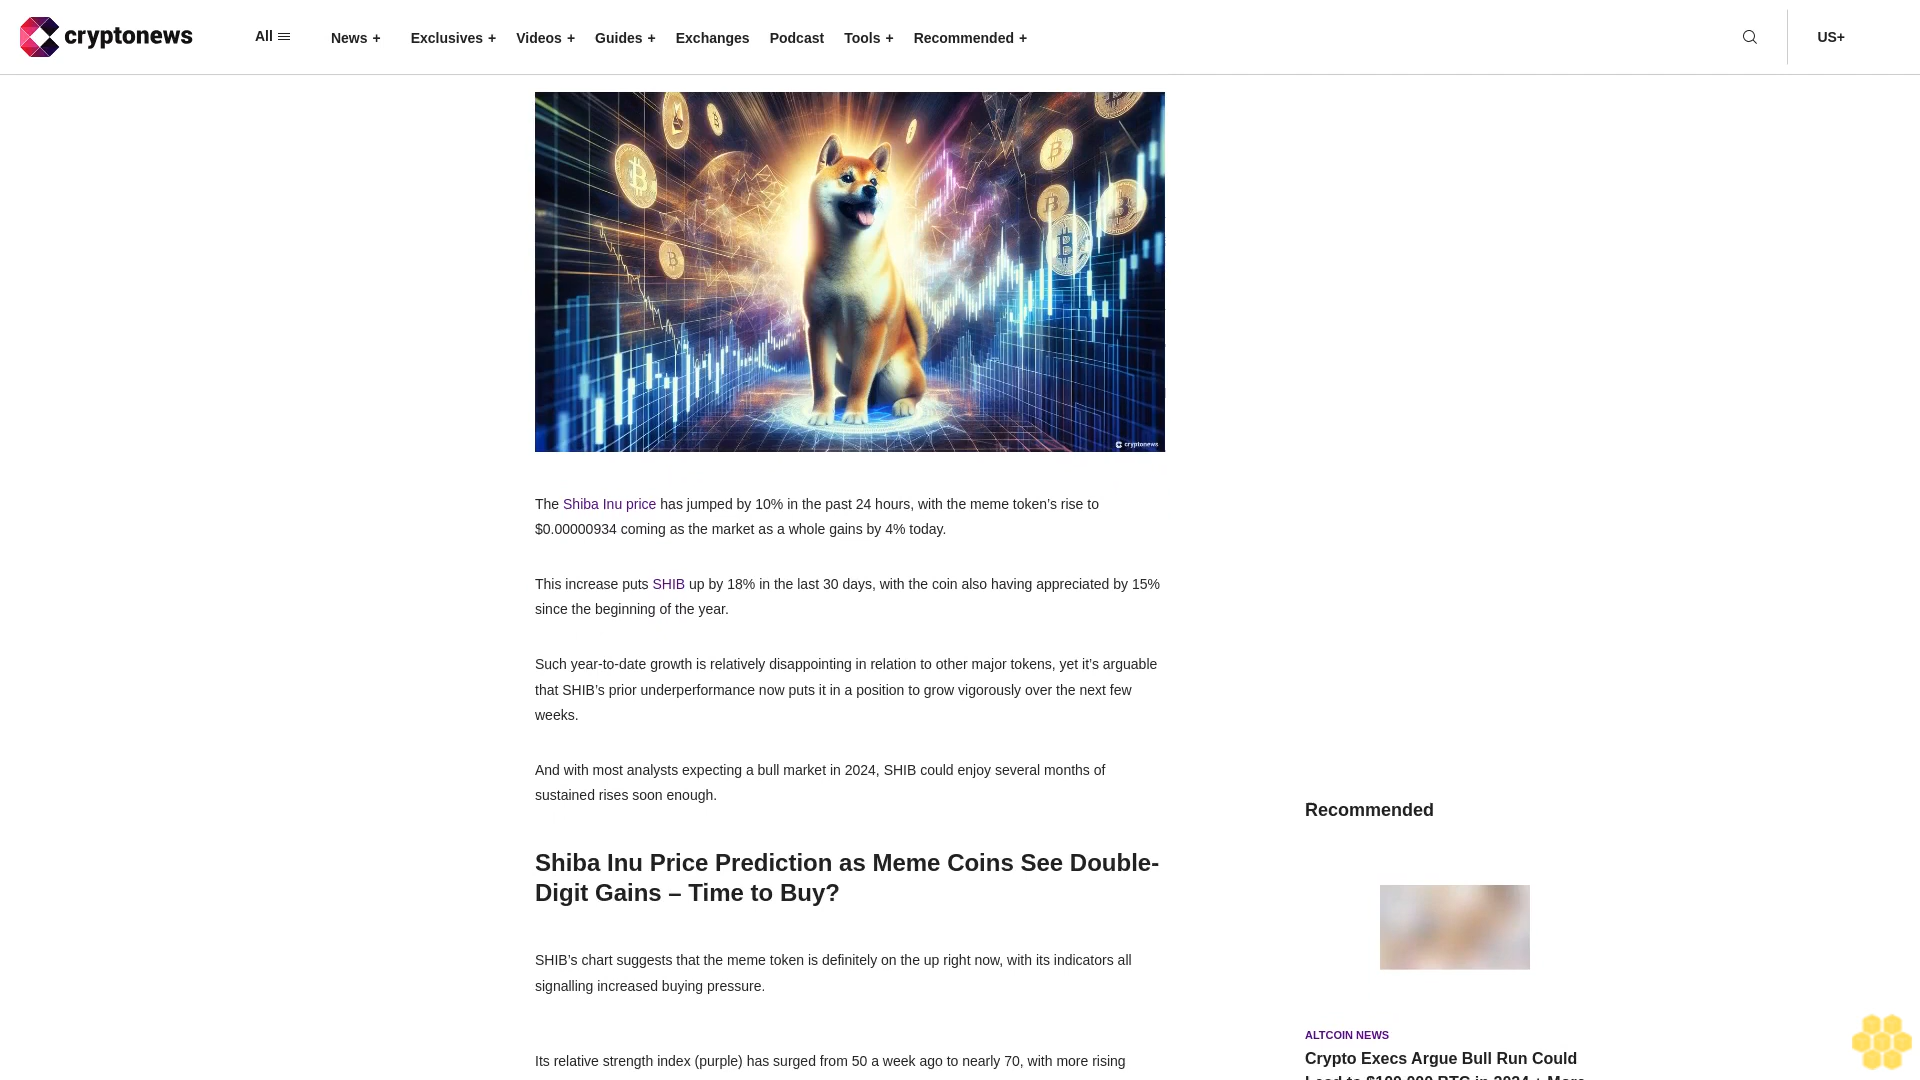 cryptonews
All
News +
Exclusives +
Videos +
Guides +
Exchanges
Podcast
Tools +
Recommended +
US+
cryptonews
The Shiba Inu price has jumped by 10% in the past 24 hours, with the meme token’s rise to
$0.00000934 coming as the market as a whole gains by 4% today.
This increase puts SHIB up by 18% in the last 30 days, with the coin also having appreciated by 15%
since the beginning of the year.
Such year-to-date growth is relatively disappointing in relation to other major tokens, yet it’s arguable
that SHIB’s prior underperformance now puts it in a position to grow vigorously over the next few
weeks.
And with most analysts expecting a bull market in 2024, SHIB could enjoy several months of
sustained rises soon enough.
Shiba Inu Price Prediction as Meme Coins See Double-
Digit Gains – Time to Buy?
SHIB’s chart suggests that the meme token is definitely on the up right now, with its indicators all
signalling increased buying pressure.
Its relative strength index (purple) has surged from 50 a week ago to nearly 70, with more rising
Recommended
ALTCOIN NEWS
Crypto Execs Argue Bull Run Could
Lead to $100,000 BTC in 2024 + More